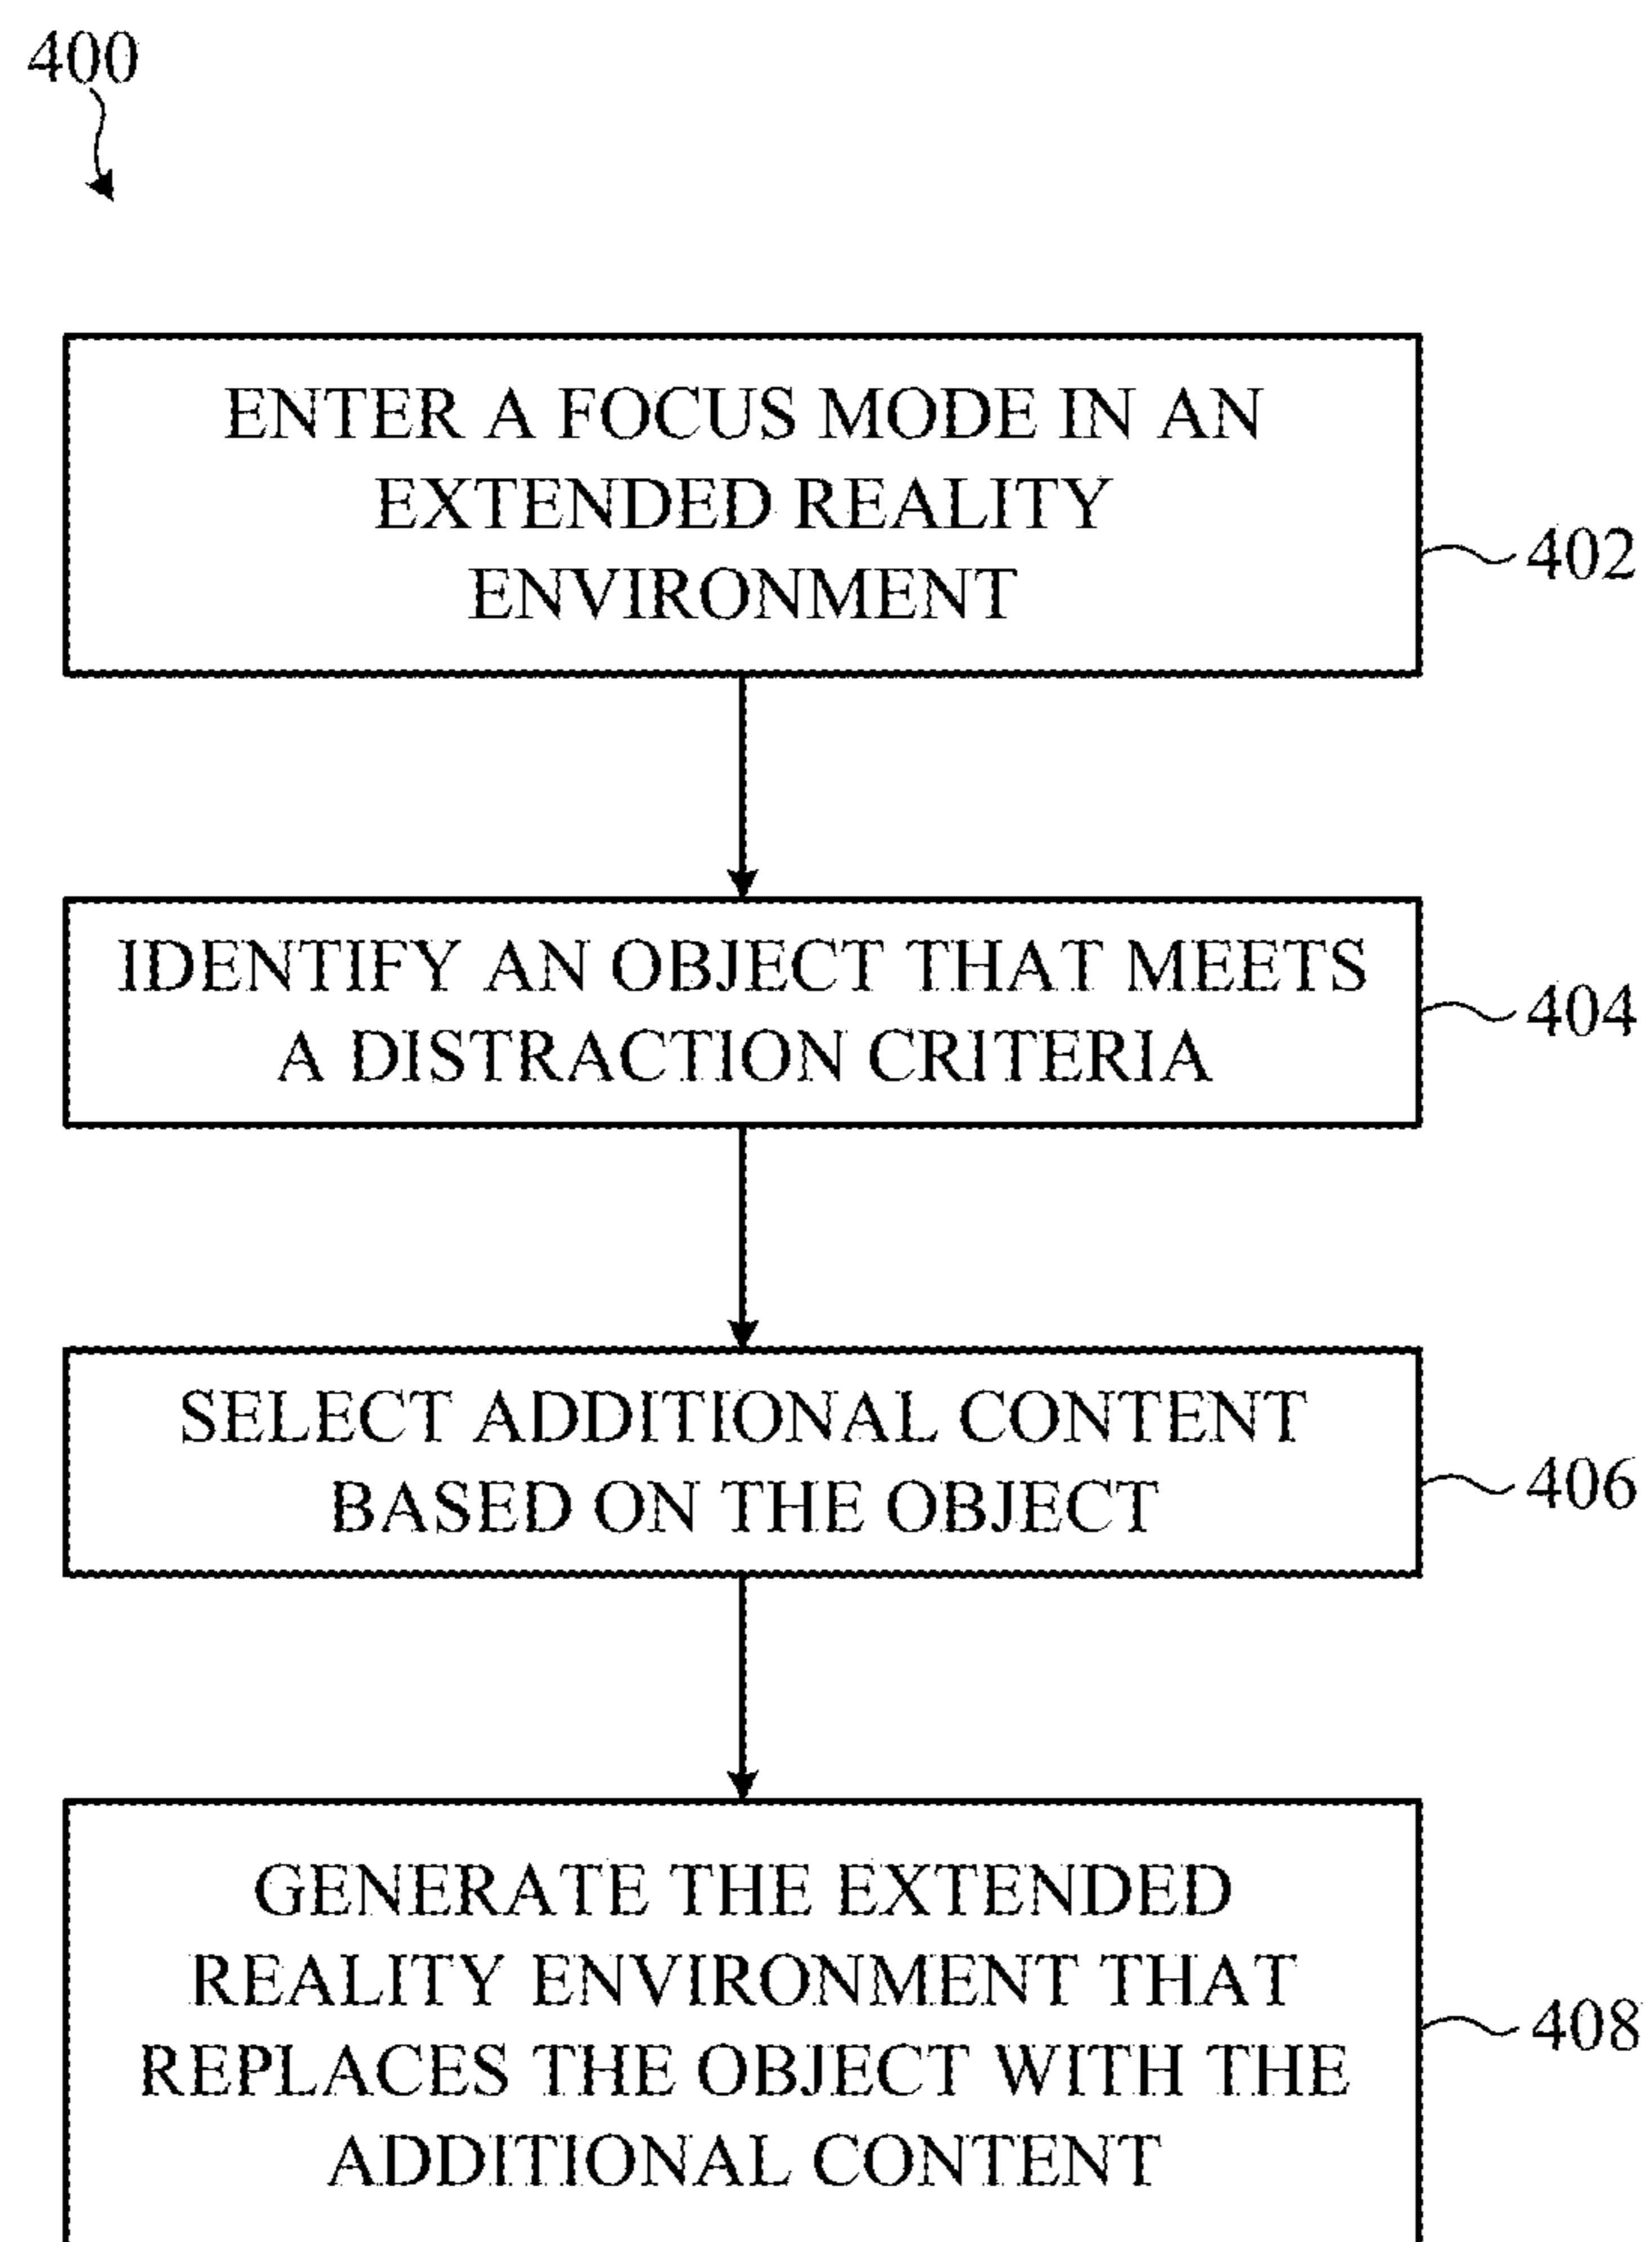 400
ENTER A FOCUS MODE IN AN
EXTENDED REALITY
ENVIRONMENT
402
IDENTIFY AN OBJECT THAT MEETS
A DISTRACTION CRITERIA
404
SELECT ADDITIONAL CONTENT
BASED ON THE OBJECT
406
GENERATE THE EXTENDED
REALITY ENVIRONMENT THAT
REPLACES THE OBJECT WITH THE
ADDITIONAL CONTENT
408